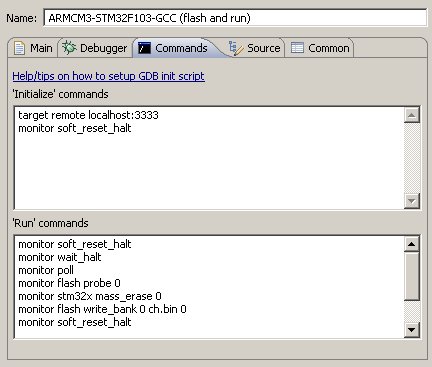 Name: ARMCM3-STM32F103-GCC (flash and run)
Main Debugger Commands Source Common
Help/tips on how to setup GDB init script
'Initialize' commands
target remote localhost:3333
monitor soft_reset_halt
'Run' commands
monitor soft_reset_halt
monitor wait_halt
monitor poll
monitor flash probe 0
monitor stm32x mass_erase 0
monitor flash write_bank 0 ch.bin 0
monitor soft_reset_halt